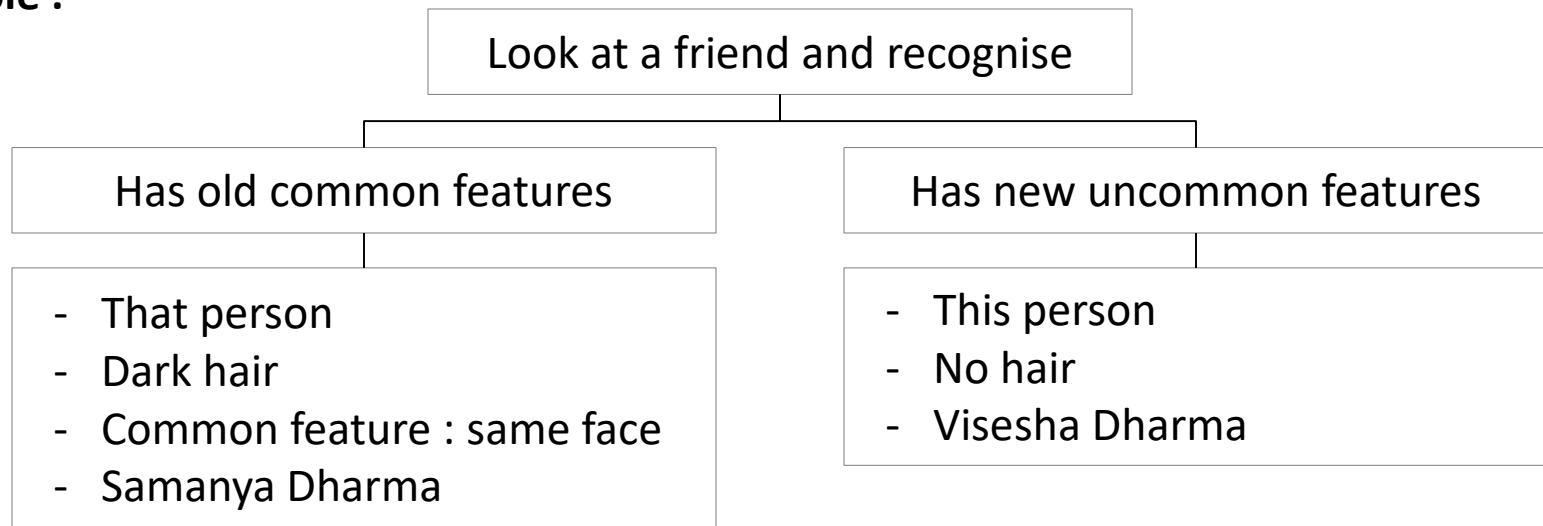 Look at a friend and recognise
Has old common features
Has new uncommon features
- That person
- Dark hair
- Common feature : same face
- Samanya Dharma
- This person
- No hair
- Visesha Dharma